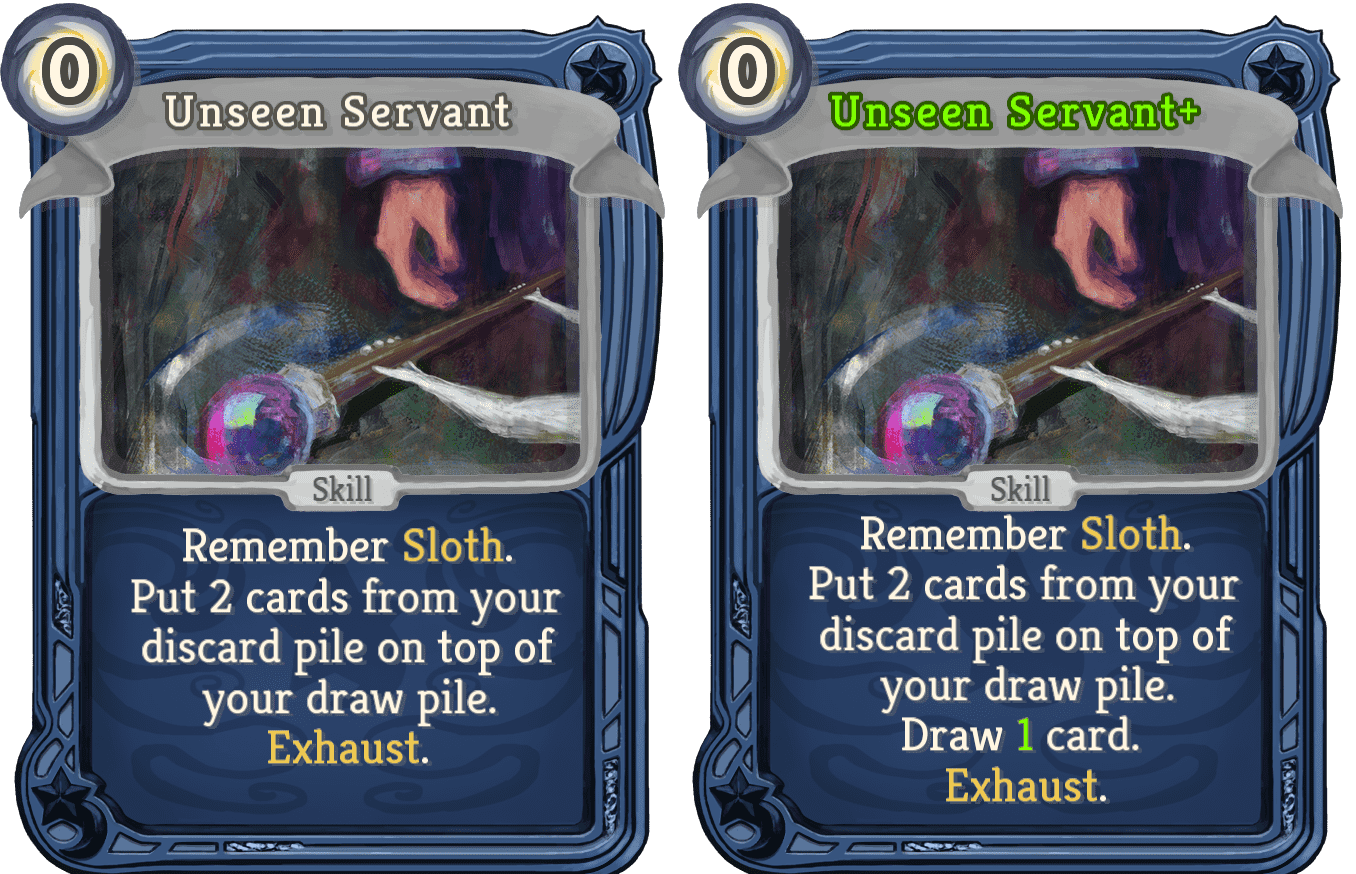 0
Unseen Servant
Skill
Remember Sloth.
Put 2 cards from your
discard pile on top of
your draw pile.
Exhaust.
0
Unseen Servant+
Skill
Remember Sloth.
Put 2 cards from your
discard pile on top of
your draw pile.
Draw 1 card.
Exhaust.